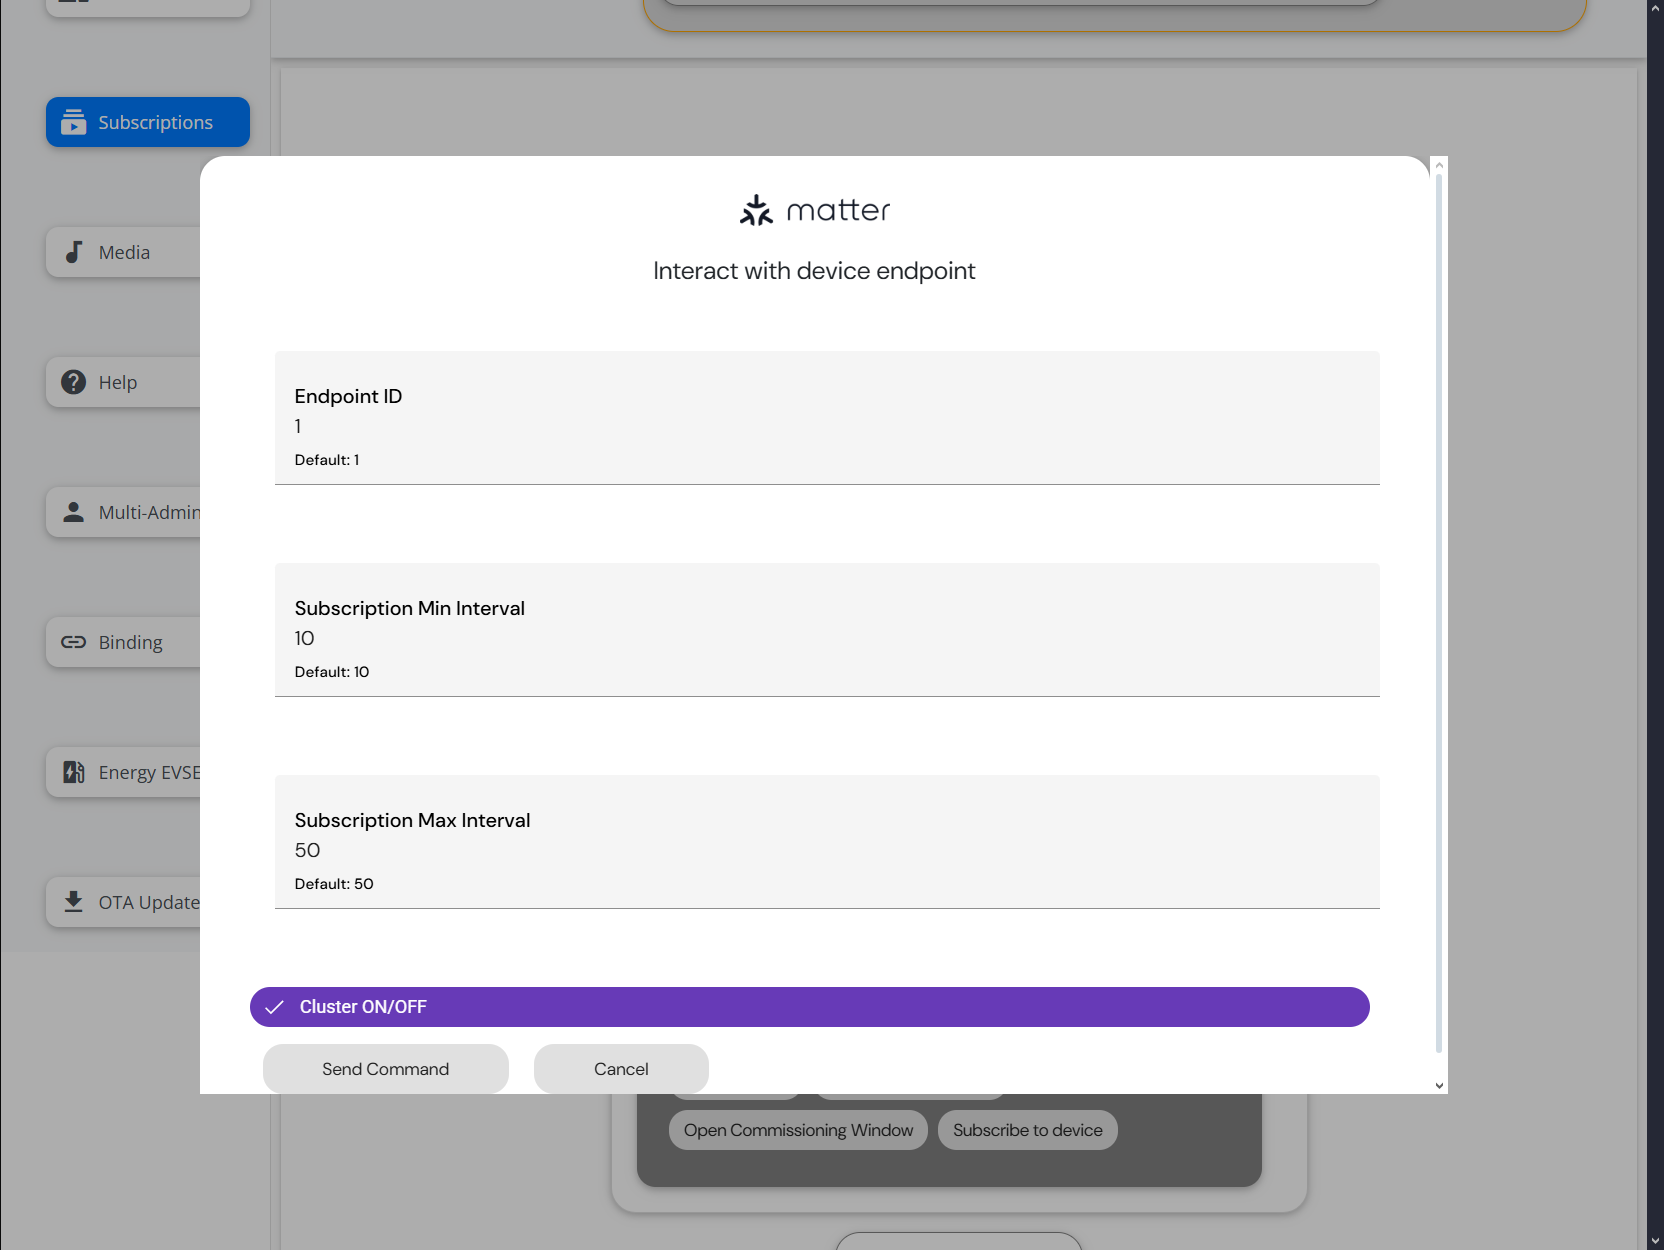 Subscriptions
Media
Help
Multi-Admin
Binding
Energy EVSE
OTA Update
matter
Interact with device endpoint
Endpoint ID
1
Default: 1
Subscription Min Interval
10
Default: 10
Subscription Max Interval
50
Default: 50
Cluster ON/OFF
Send Command
Cancel
Open Commissioning Window
Subscribe to device